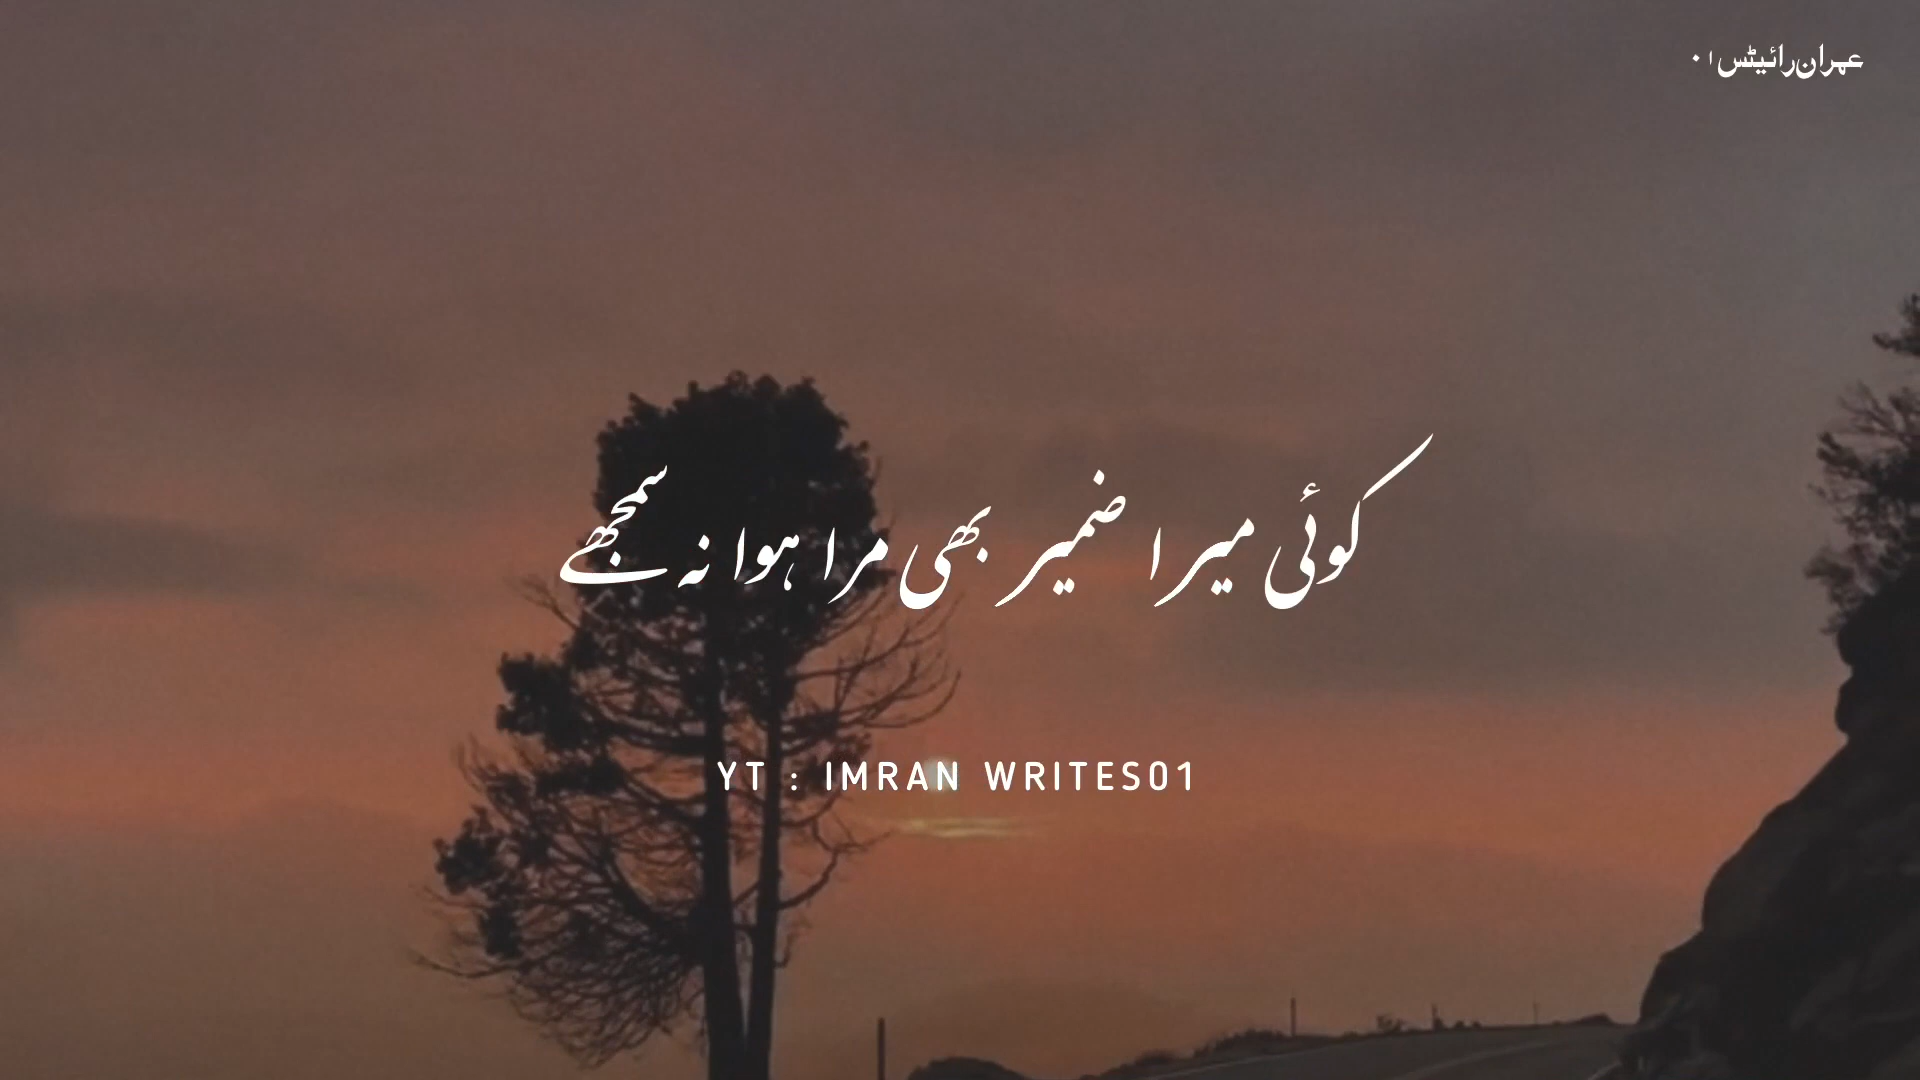 عمران رائیٹس ۰۱
کوئی میرا ضمیر بھی مرا ہوا نہ سمجھے
YT : IMRAN WRITES01